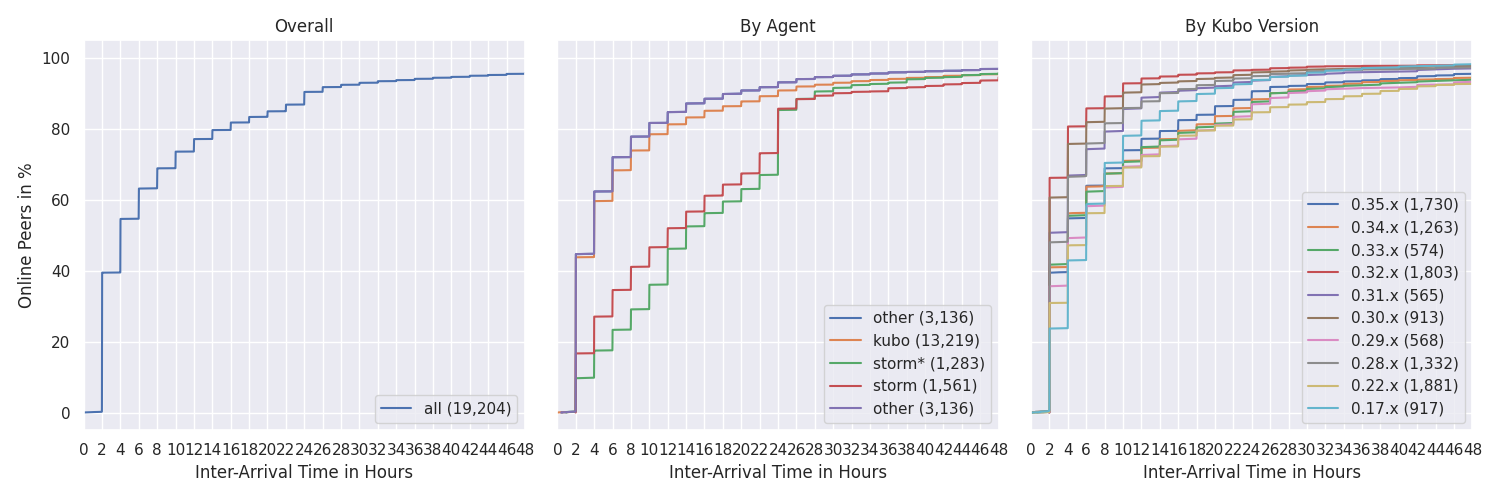 Overall
By Agent
By Kubo Version
Online Peers in %
100
80
60
40
20
0
all (19,204)
other (3,136)
kubo (13,219)
storm* (1,283)
storm (1,561)
other (3,136)
0.35.x (1,730)
0.34.x (1,263)
0.33.x (574)
0.32.x (1,803)
0.31.x (565)
0.30.x (913)
0.29.x (568)
0.28.x (1,332)
0.22.x (1,881)
0.17.x (917)
0 2 4 6 8 10 12 14 16 18 20 22 24 26 28 30 32 34 36 38 40 42 44 46 48
0 2 4 6 8 10 12 14 16 18 20 22 24 26 28 30 32 34 36 38 40 42 44 46 48
0 2 4 6 8 10 12 14 16 18 20 22 24 26 28 30 32 34 36 38 40 42 44 46 48
Inter-Arrival Time in Hours
Inter-Arrival Time in Hours
Inter-Arrival Time in Hours